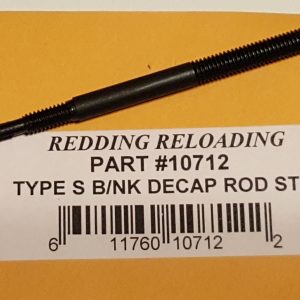 REDDING RELOADING
PART #10712
TYPE S B/NK DECAP ROD ST
6 11760 10712 2